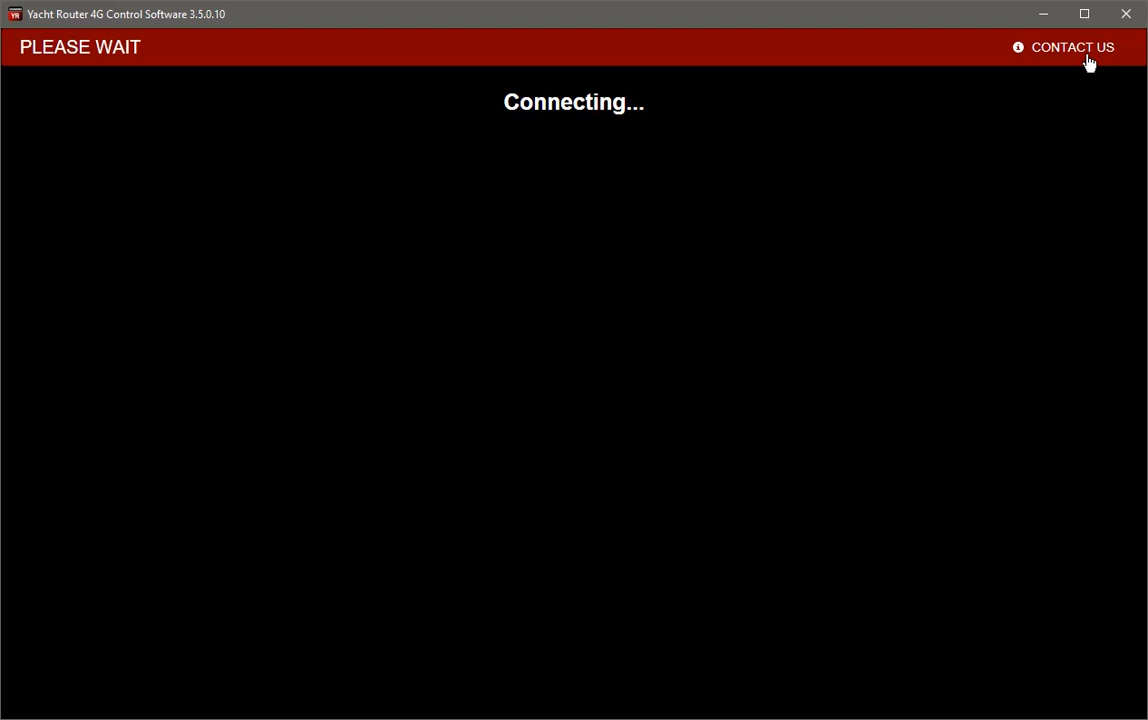 Yacht Router 4G Control Software 3.5.0.10
PLEASE WAIT
CONTACT US
Connecting...